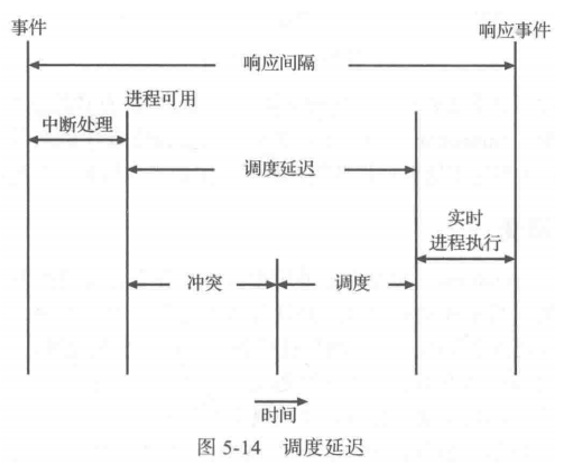 事件
响应事件
响应间隔
进程可用
中断处理
调度延迟
实时
进程执行
冲突
调度
时间
图 5-14 调度延迟